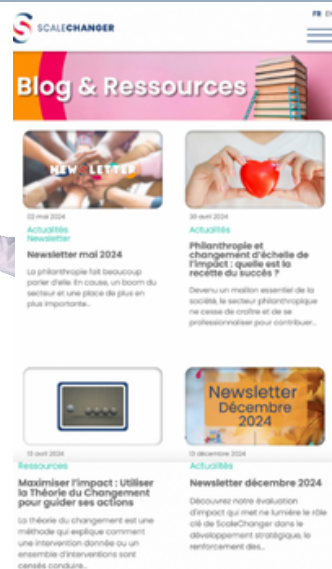 FR EN
SCALECHANGER
Blog & Ressources
NEWSLETTER
02 mai 2024
Actualités
Newsletter
Newsletter mai 2024
La philanthropie fait beaucoup
parler d'elle. En cause, un boom du
secteur et une place de plus en
plus importante...
30 avril 2024
Actualités
Philanthropie et
changement d'échelle de
l'impact : quelle est la
recette du succès ?
Devenu un maillon essentiel de la
société, le secteur philanthropique
ne cesse de croître et de se
professionnaliser pour contribuer...
13 avril 2024
Ressources
Maximiser l'impact : Utiliser
la Théorie du Changement
pour guider ses actions
La théorie du changement est une
méthode qui explique comment
une intervention donnée ou un
ensemble d'interventions sont
censés conduire...
Newsletter
Décembre
2024
13 décembre 2024
Actualités
Newsletter décembre 2024
Découvrez notre évaluation
d'impact qui met ne lumière le rôle
clé de ScaleChanger dans le
développement stratégique, le
renforcement des...